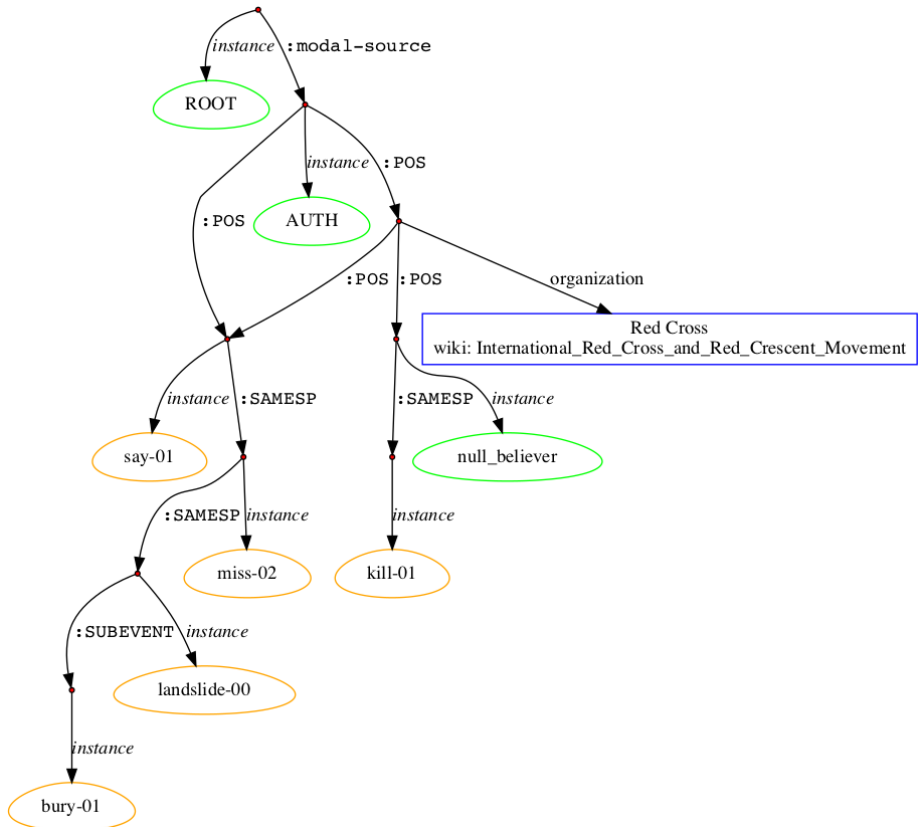 instance :modal-source
ROOT
instance :POS
:POS
AUTH
:POS :POS organization
Red Cross
wiki: International_Red_Cross_and_Red_Crescent_Movement
instance :SAMESP :SAMESP instance
say-01 null_believer
:SAMESP instance instance
miss-02 kill-01
:SUBEVENT instance
landslide-00
instance
bury-01